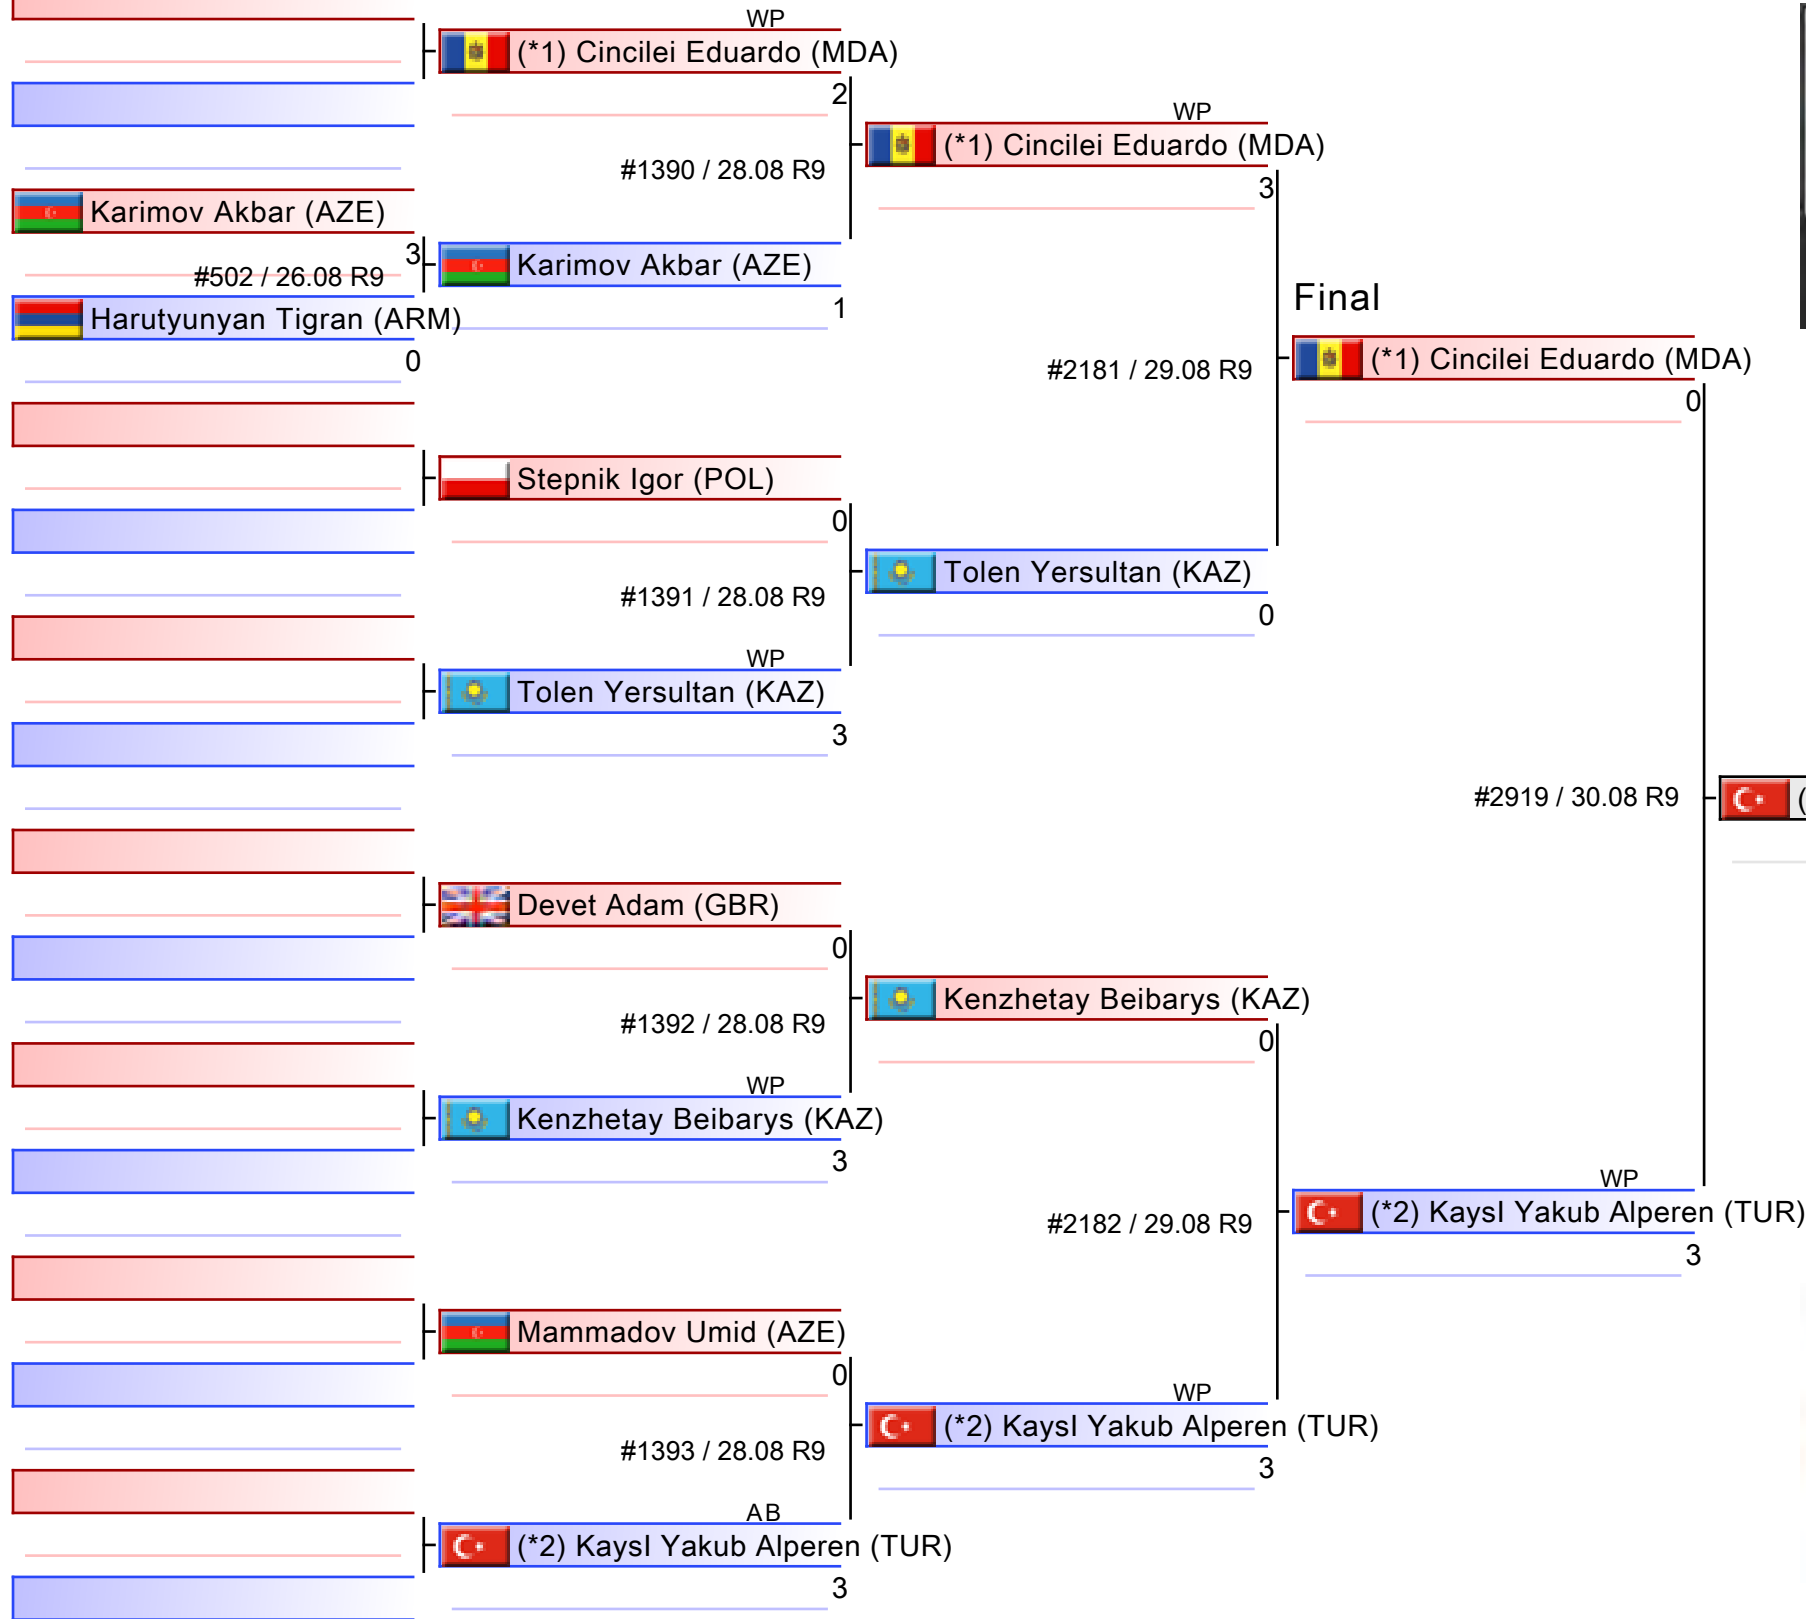 WP
(*1) Cincilei Eduardo (MDA)
2
WP
(*1) Cincilei Eduardo (MDA)
3
#1390 / 28.08 R9
Karimov Akbar (AZE)
3
#502 / 26.08 R9
Karimov Akbar (AZE)
1
Harutyunyan Tigran (ARM)
0
Final
(*1) Cincilei Eduardo (MDA)
0
#2181 / 29.08 R9
Stepnik Igor (POL)
0
Tolen Yersultan (KAZ)
0
#1391 / 28.08 R9
WP
Tolen Yersultan (KAZ)
3
#2919 / 30.08 R9
(
Devet Adam (GBR)
0
Kenzhetay Beibarys (KAZ)
0
#1392 / 28.08 R9
WP
Kenzhetay Beibarys (KAZ)
3
WP
(*2) KaysI Yakub Alperen (TUR)
3
#2182 / 29.08 R9
Mammadov Umid (AZE)
0
WP
(*2) KaysI Yakub Alperen (TUR)
3
#1393 / 28.08 R9
AB
(*2) KaysI Yakub Alperen (TUR)
3